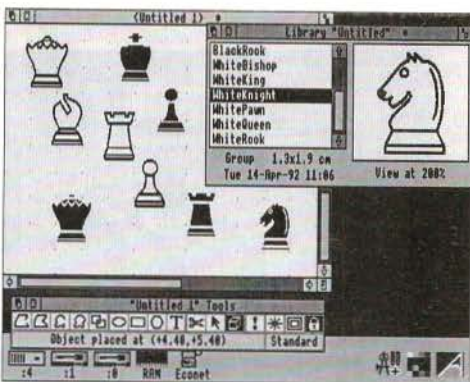 <Untitled 1> *
Library "Untitled" *
BlackRook
WhiteBishop
WhiteKing
WhiteKnight
WhitePawn
WhiteQueen
WhiteRook
Group 1.3x1.9 cm
Tue 14-Apr-92 11:06
View at 200%
"Untitled 1" Tools
T
Object placed at (+4.40,+5.40)
Standard
:4 :1 :0 RAM Econet